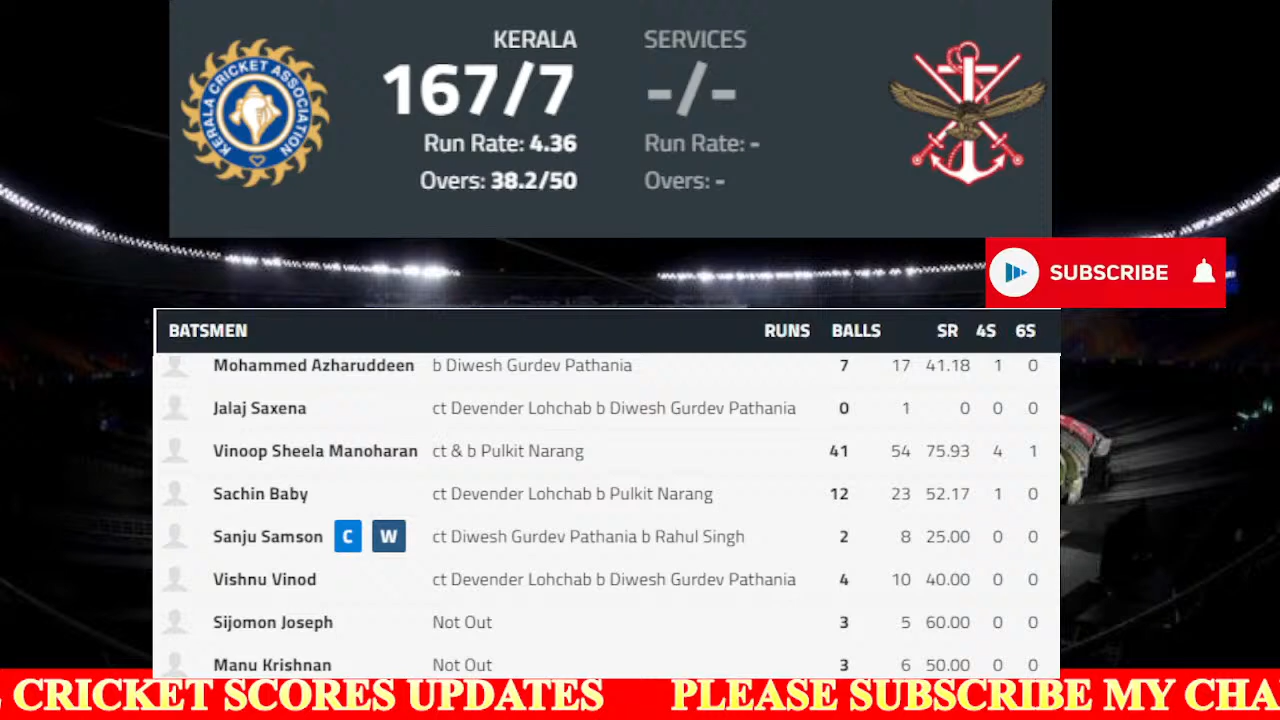 KERALA CRICKET ASSOCIATION
KERALA SERVICES
167/7 -/-
Run Rate: 4.36 Run Rate: -
Overs: 38.2/50 Overs: -
SUBSCRIBE
BATSMEN RUNS BALLS SR 4S 6S
Mohammed Azharuddeen b Diwesh Gurdev Pathania 7 17 41.18 1 0
Jalaj Saxena ct Devender Lohchab b Diwesh Gurdev Pathania 0 1 0 0 0
Vinoop Sheela Manoharan ct & b Pulkit Narang 41 54 75.93 4 1
Sachin Baby ct Devender Lohchab b Pulkit Narang 12 23 52.17 1 0
Sanju Samson C W ct Diwesh Gurdev Pathania b Rahul Singh 2 8 25.00 0 0
Vishnu Vinod ct Devender Lohchab b Diwesh Gurdev Pathania 4 10 40.00 0 0
Sijomon Joseph Not Out 3 5 60.00 0 0
Manu Krishnan Not Out 3 6 50.00 0 0
E CRICKET SCORES UPDATES PLEASE SUBSCRIBE MY CHA